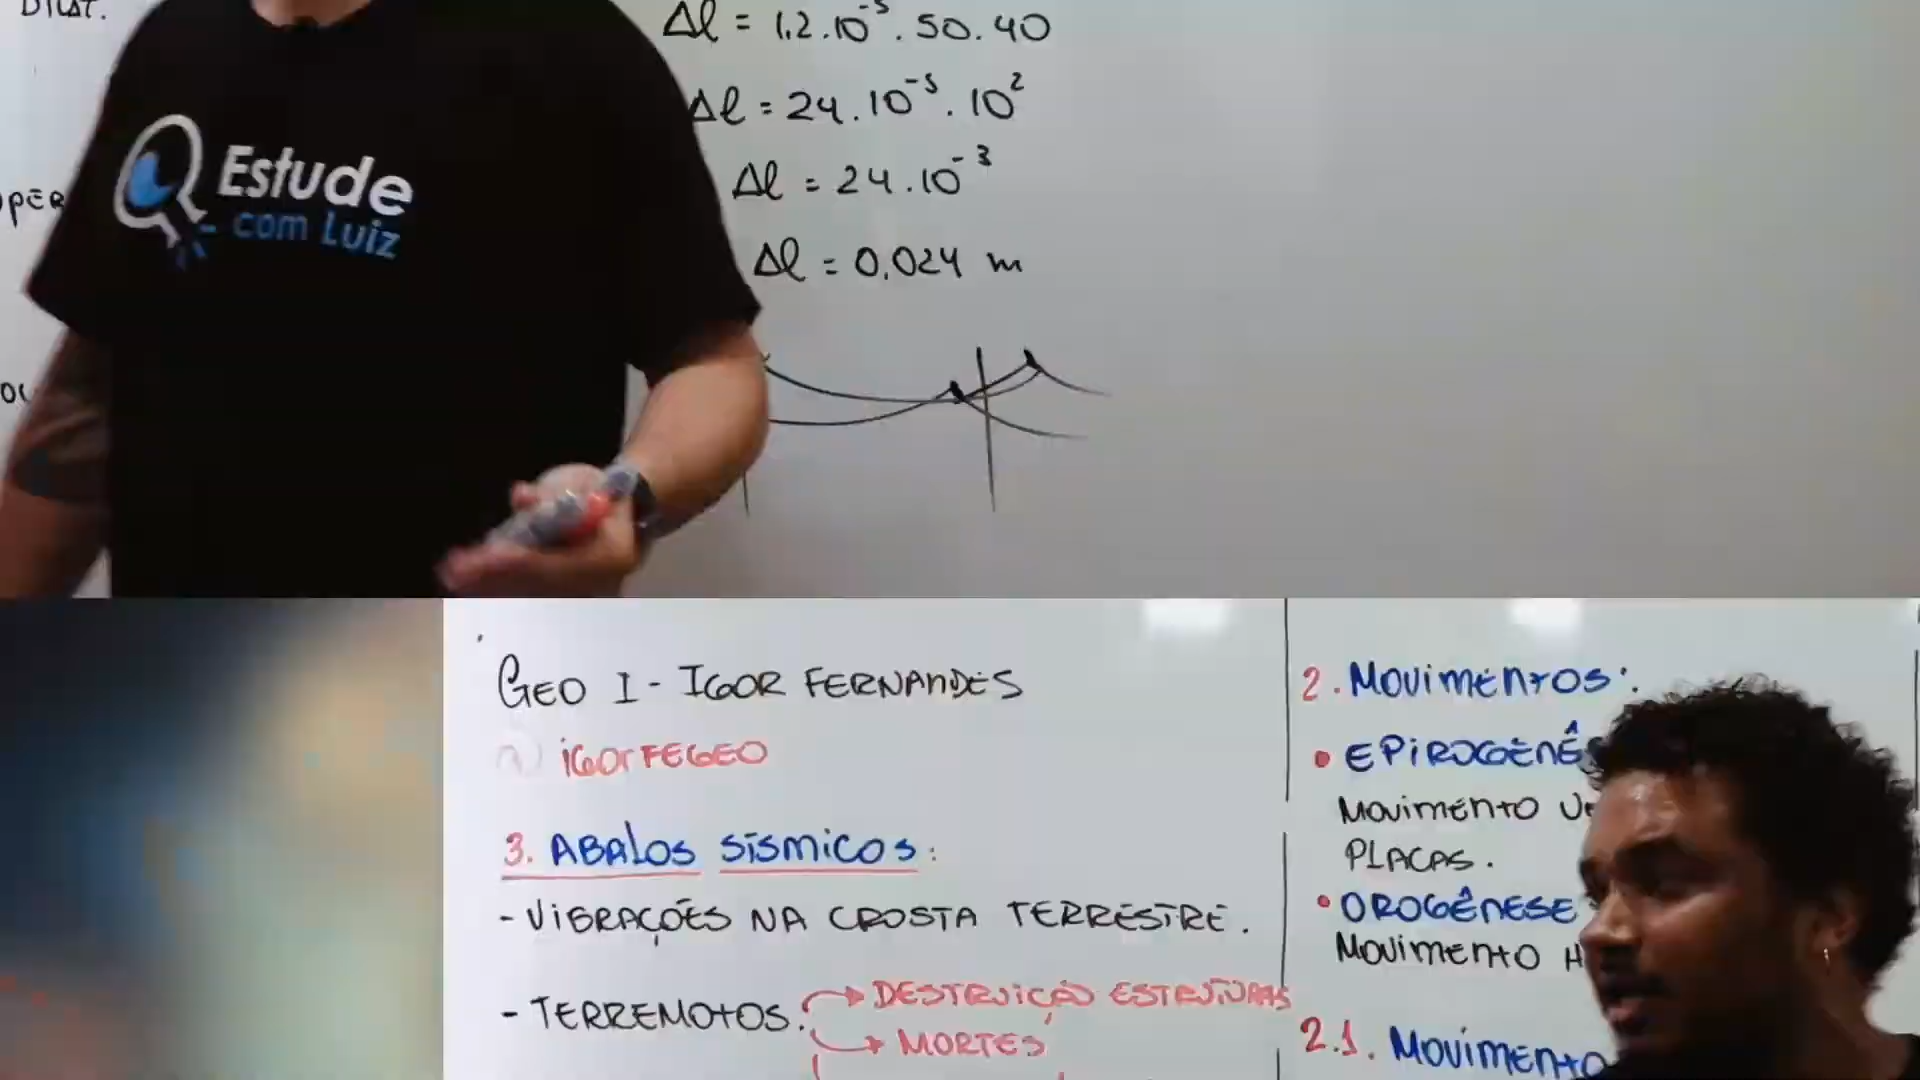 DILAT.
Δl = 1,2.10⁻⁵.50.40
Δl = 24.10⁻⁵.10²
Δl = 24.10⁻³
Δl = 0,024 m
Estude
com Luiz
GEO I - IGOR FERNANDES
IGORFEGEO
3. ABALOS SÍSMICOS:
- VIBRAÇÕES NA CROSTA TERRESTRE.
- TERREMOTOS.
DESTRUIÇÃO ESTRUTURAS
MORTES
2. MOVIMENTOS:
• EPIROGÊNES
MOVIMENTO
PLACAS.
• OROGÊNESE
MOVIMENTO H
2.1. MOVIMENTO